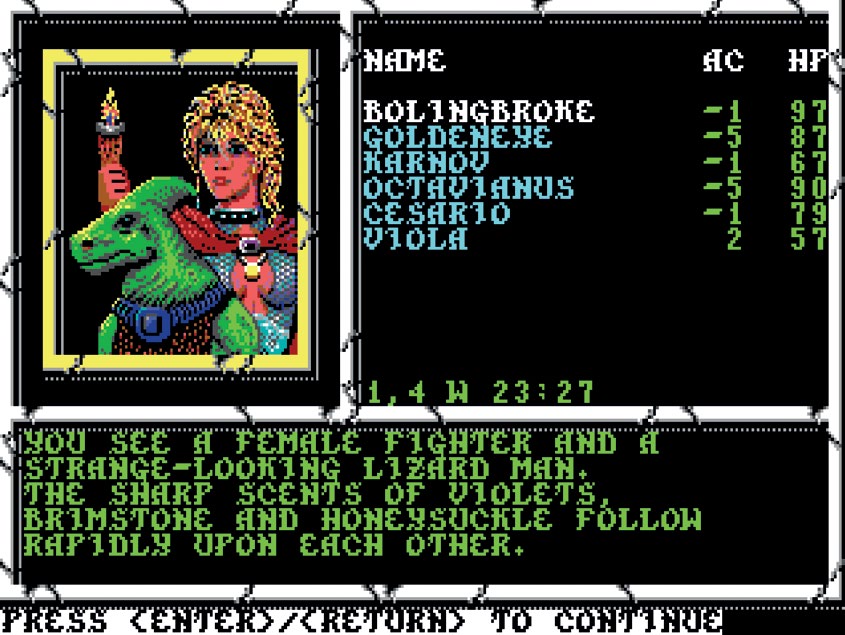 NAME AC HP
BOLINGBROKE -1 97
GOLDENEYE -5 87
KARNOV -1 67
OCTAVIANUS -5 90
CESARIO -1 79
VIOLA 2 57
1,4 W 23:27
YOU SEE A FEMALE FIGHTER AND A
STRANGE-LOOKING LIZARD MAN.
THE SHARP SCENTS OF VIOLETS,
BRIMSTONE AND HONEYSUCKLE FOLLOW
RAPIDLY UPON EACH OTHER.
PRESS <ENTER>/<RETURN> TO CONTINUE